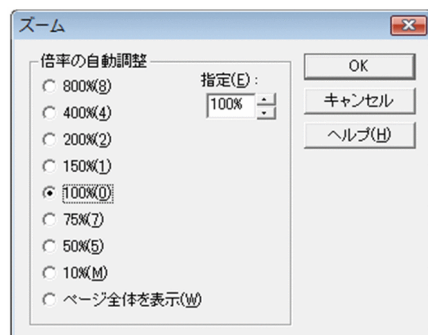 ズーム
倍率の自動調整
800%(8)
400%(4)
200%(2)
150%(1)
100%(0)
75%(7)
50%(5)
10%(M)
ページ全体を表示(W)
指定(E):
100%
OK
キャンセル
ヘルプ(H)